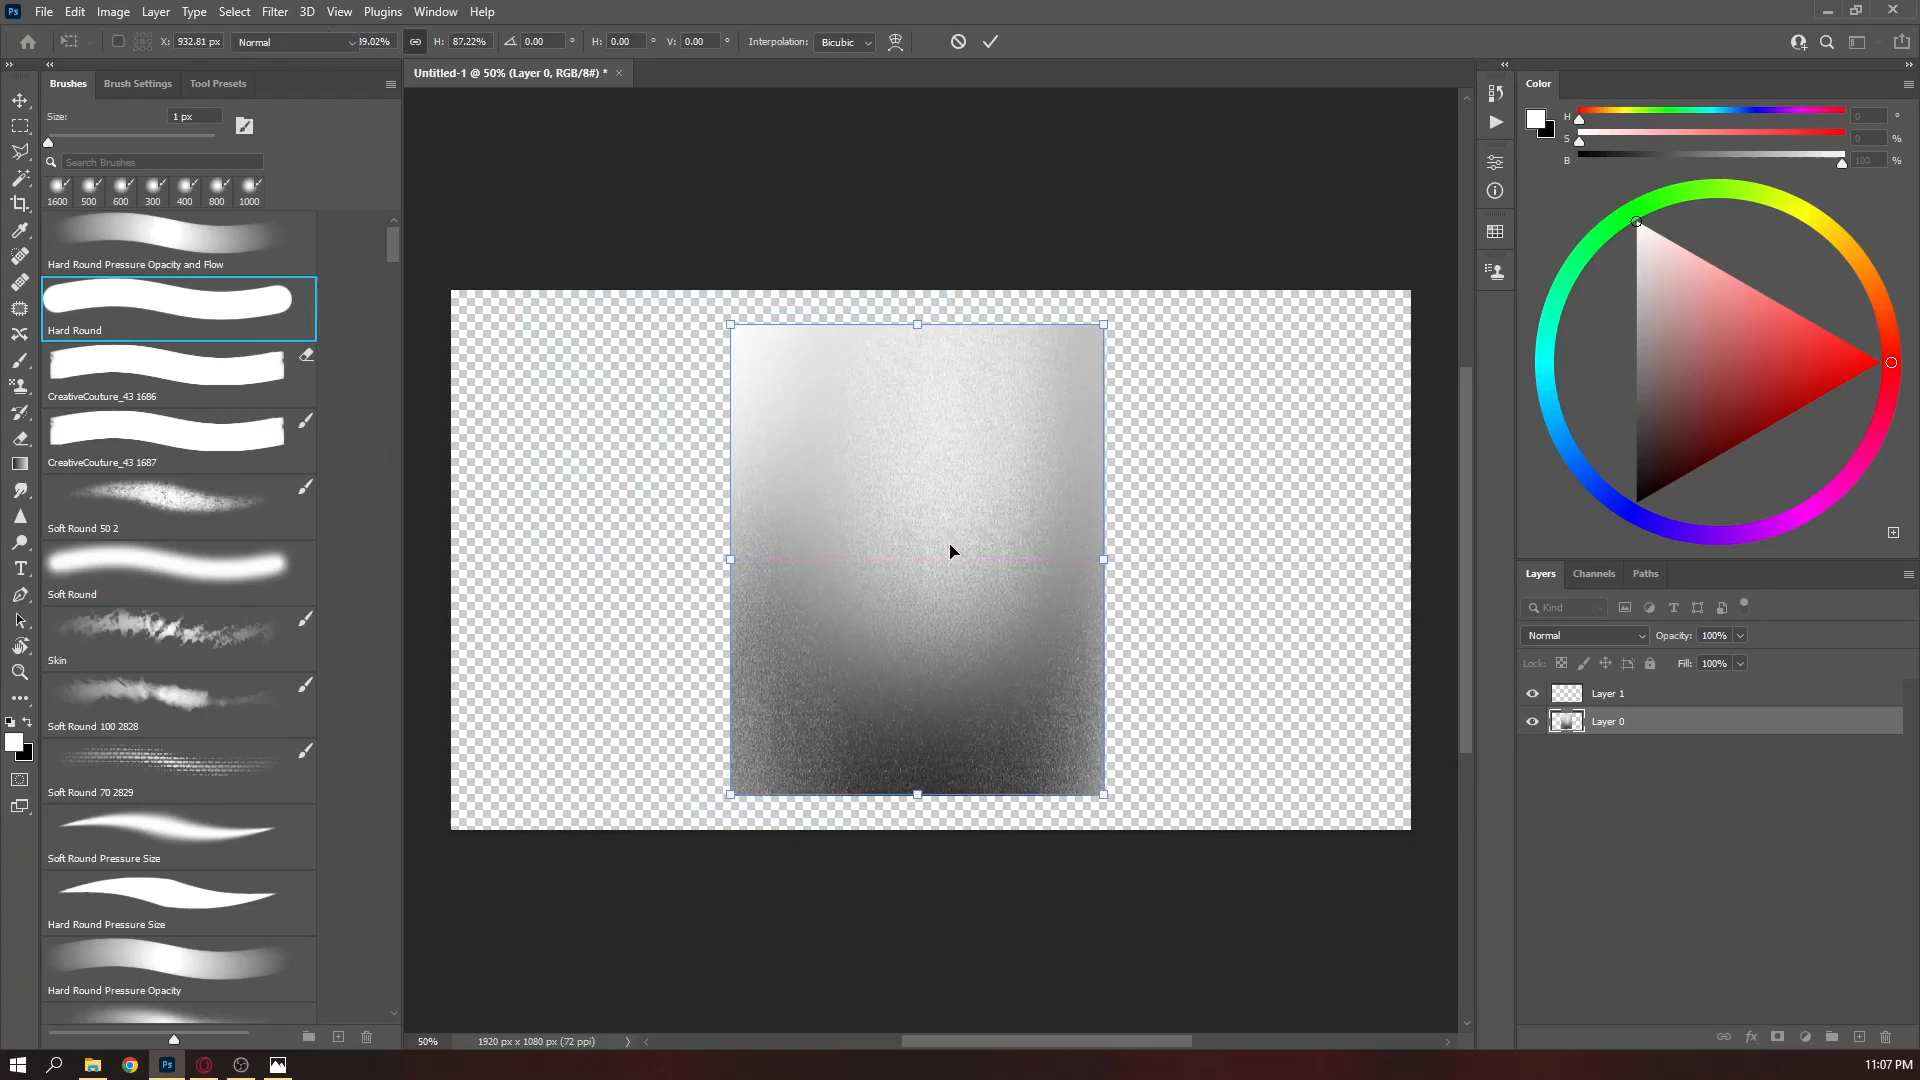 Ps File Edit Image Layer Type Select Filter 3D View Plugins Window Help
X: 932.81 px Normal H: 87.22% 0.00 ° H: 0.00 ° V: 0.00 ° Interpolation: Bicubic
Brushes Brush Settings Tool Presets
Untitled-1 @ 50% (Layer 0, RGB/8#) * ×
Color
Size: 1 px
H 0 °
S 0 %
B 100 %
Search Brushes
1600 500 600 300 400 800 1000
Hard Round Pressure Opacity and Flow
Hard Round
CreativeCouture_43 1686
CreativeCouture_43 1687
Soft Round 50 2
Soft Round
Skin
Soft Round 100 2828
Soft Round 70 2829
Soft Round Pressure Size
Hard Round Pressure Size
Hard Round Pressure Opacity
Layers Channels Paths
Kind
Normal Opacity: 100%
Lock: Fill: 100%
Layer 1
Layer 0
50% 1920 px x 1080 px (72 ppi)
Ps 11:07 PM